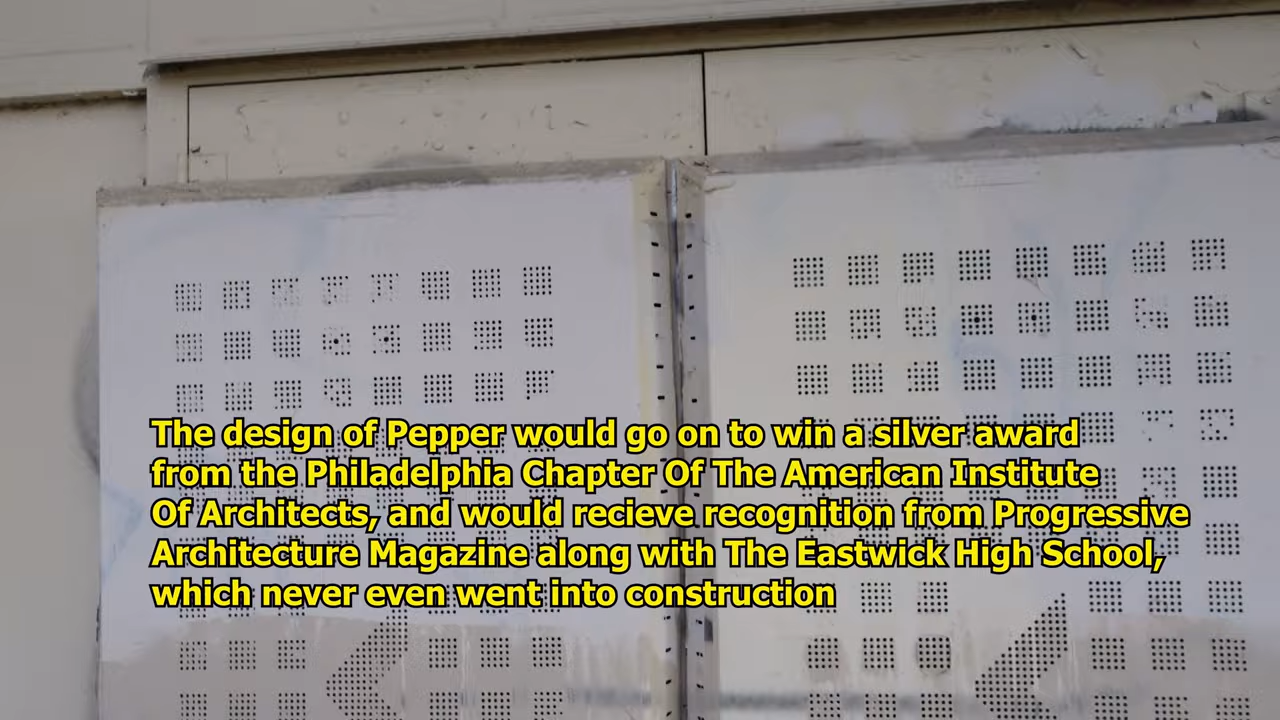 The design of Pepper would go on to win a silver award
from the Philadelphia Chapter Of The American Institute
Of Architects, and would recieve recognition from Progressive
Architecture Magazine along with The Eastwick High School,
which never even went into construction